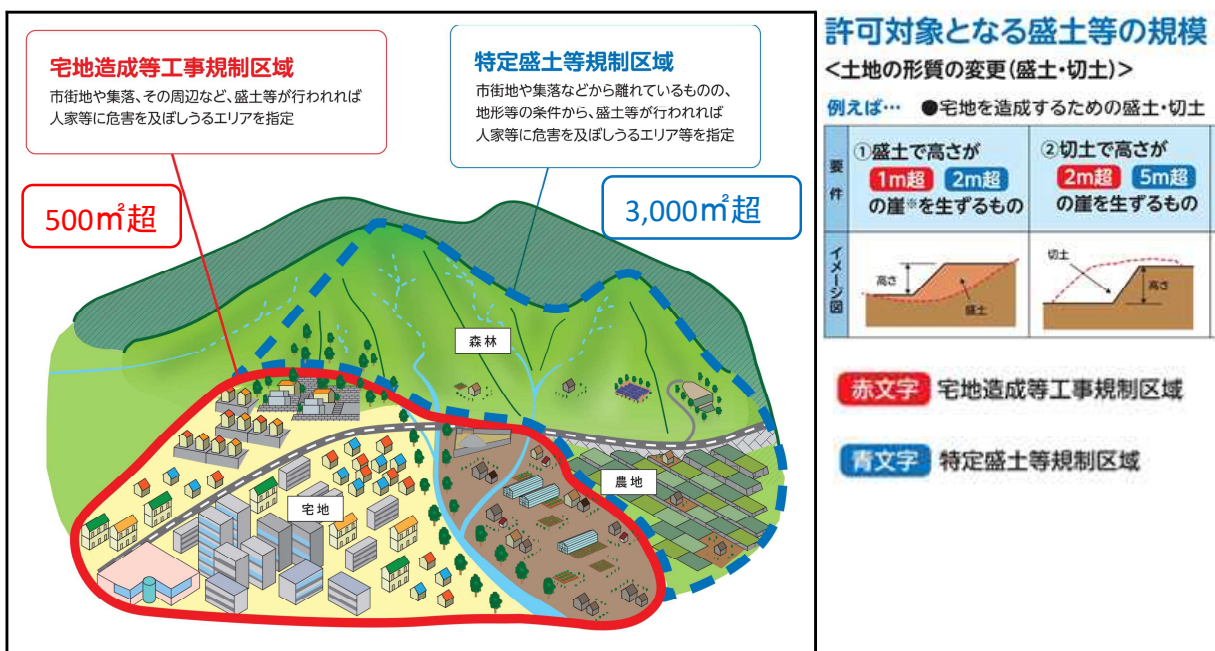 宅地造成等工事規制区域
市街地や集落、その周辺など、盛土等が行われれば
人家等に危害を及ぼしうるエリアを指定
特定盛土等規制区域
市街地や集落などから離れているものの、
地形等の条件から、盛土等が行われれば
人家等に危害を及ぼしうるエリア等を指定
500㎡超
3,000㎡超
森林
農地
宅地
許可対象となる盛土等の規模
<土地の形質の変更(盛土・切土)>
例えば… ●宅地を造成するための盛土・切土
要件
①盛土で高さが
1m超 2m超
の崖※を生ずるもの
②切土で高さが
2m超 5m超
の崖を生ずるもの
イメージ図
高さ
盛土
切土
高さ
赤文字 宅地造成等工事規制区域
青文字 特定盛土等規制区域